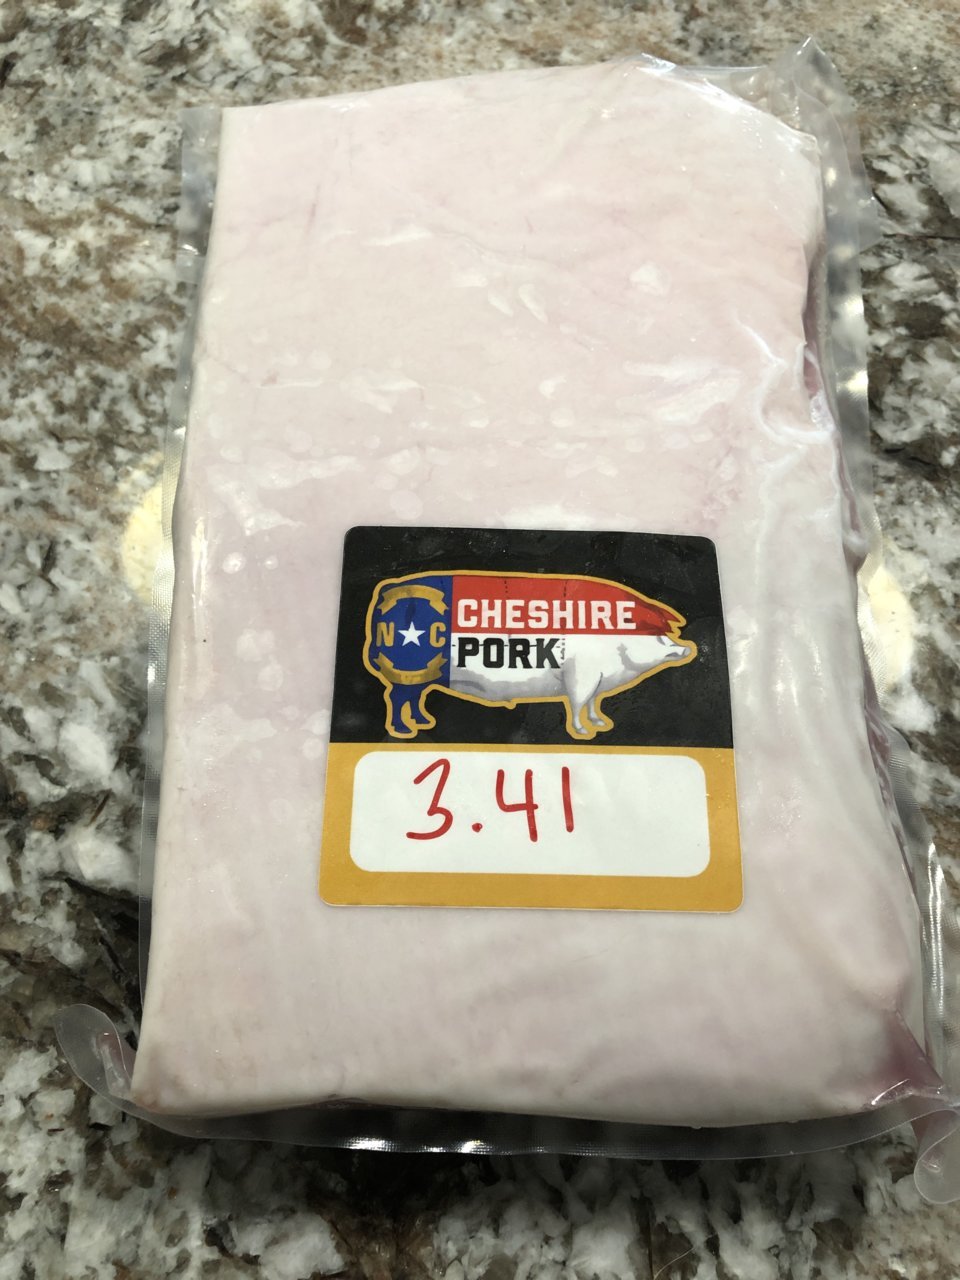 N C
CHESHIRE
PORK
3.41